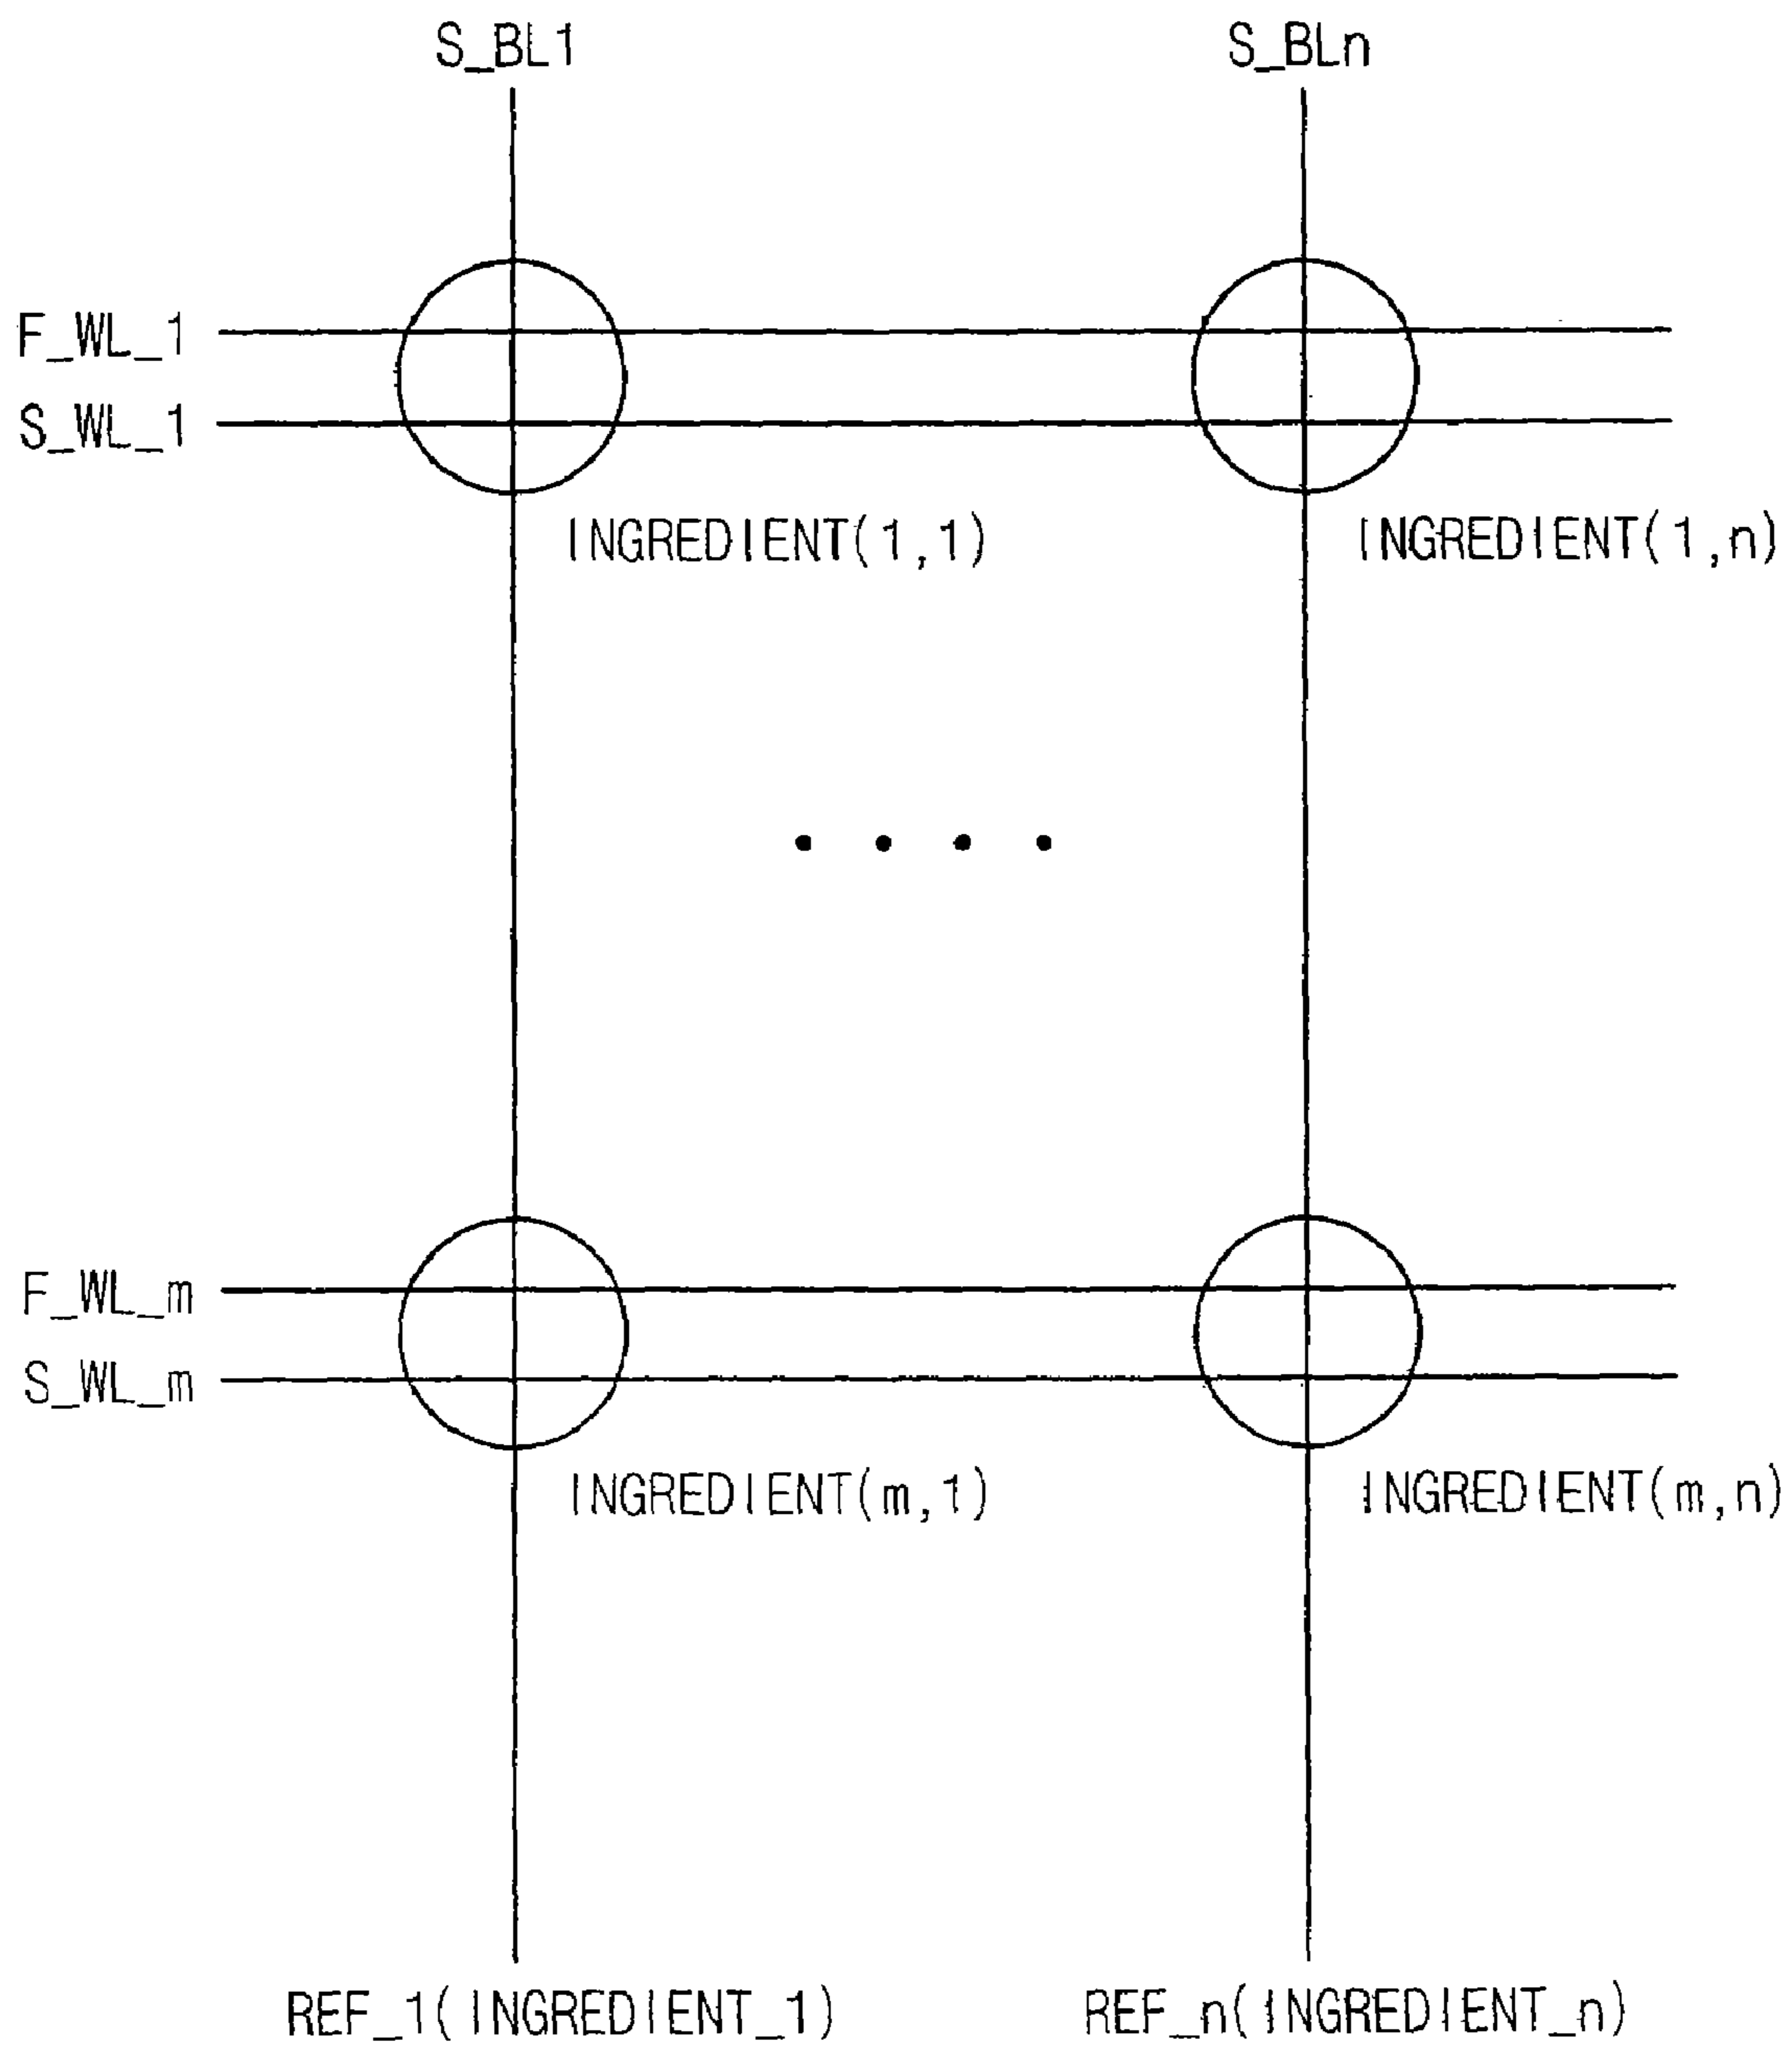 S_BL1
S_BLn
F_WL_1
S_WL_1
INGREDIENT(1,1)
INGREDIENT(1,n)
F_WL_m
S_WL_m
INGREDIENT(m,1)
INGREDIENT(m,n)
REF_1(INGREDIENT_1)
REF_n(INGREDIENT_n)